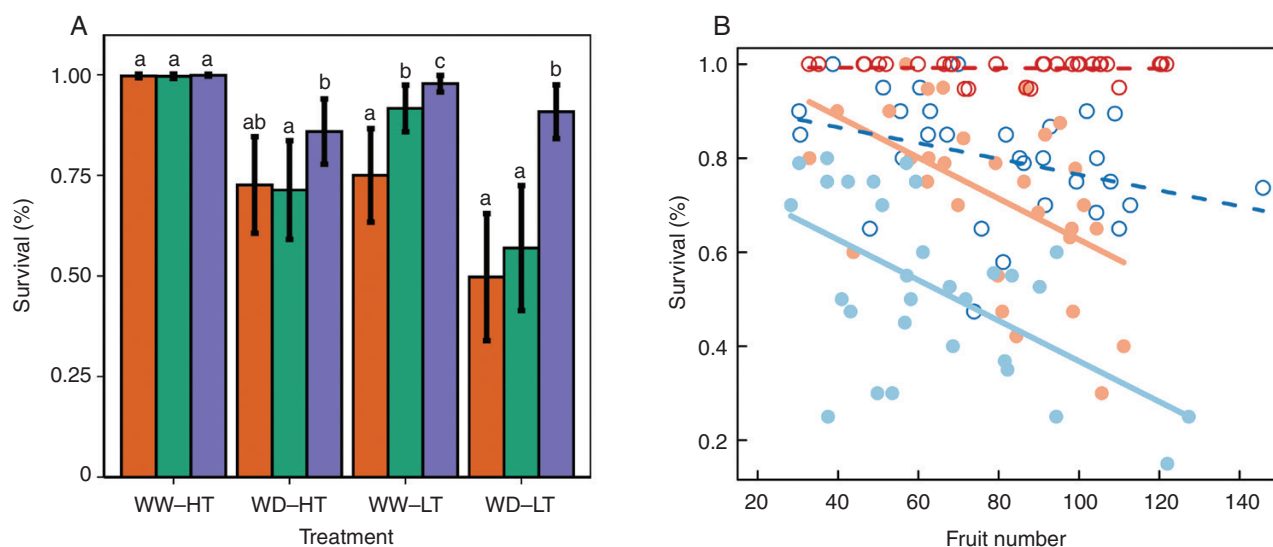 A
a a a
ab a b
a b c
a a b
1.00
0.75
0.50
0.25
0
Survival (%)
WW–HT WD–HT WW–LT WD–LT
Treatment
B
1.0
0.8
0.6
0.4
0.2
Survival (%)
20 40 60 80 100 120 140
Fruit number